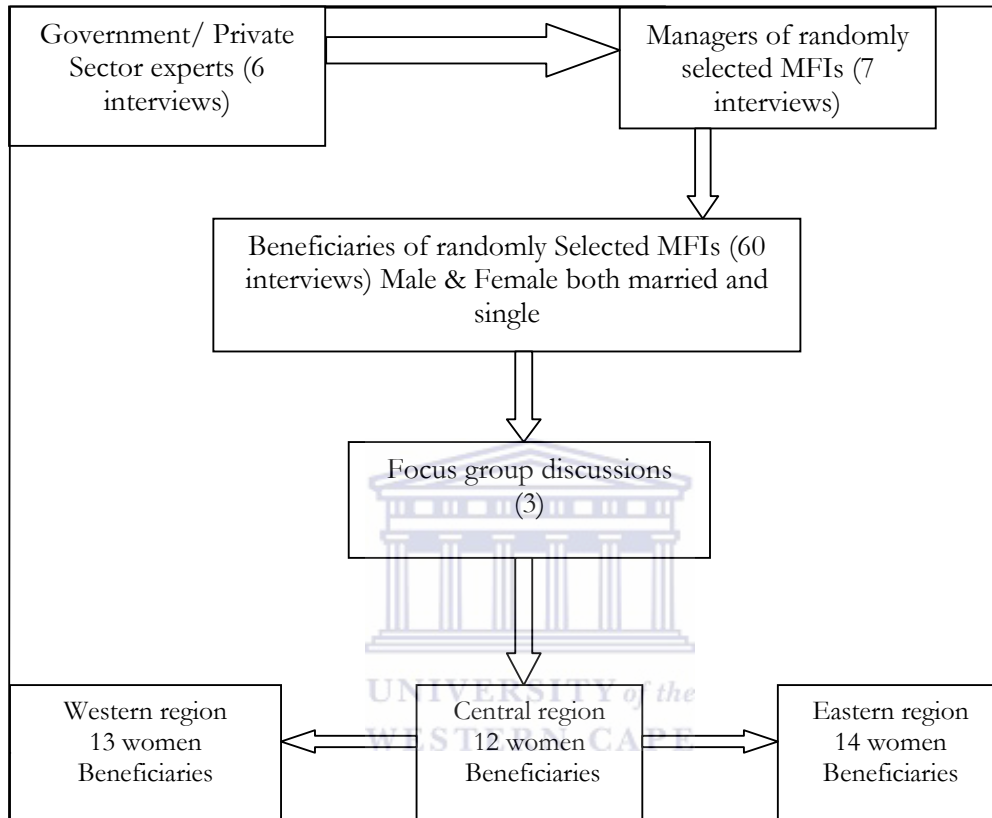 Government/ Private
Sector experts (6
interviews)
Managers of randomly
selected MFIs (7
interviews)
Beneficiaries of randomly Selected MFIs (60
interviews) Male & Female both married and
single
Focus group discussions
(3)
Western region
13 women
Beneficiaries
Central region
12 women
Beneficiaries
Eastern region
14 women
Beneficiaries
UNIVERSITY of the
WESTERN CAPE